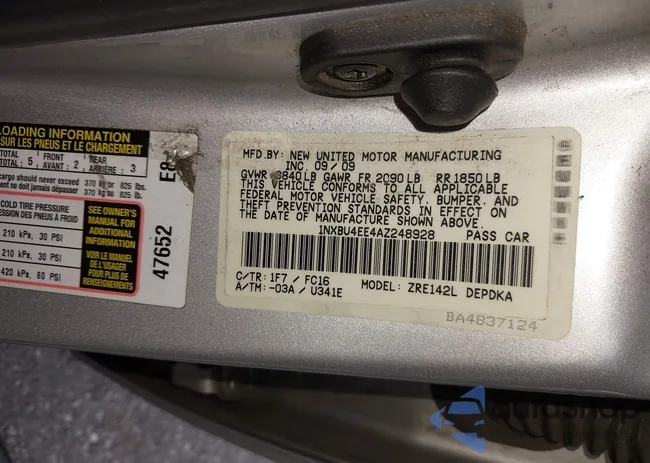 LOADING INFORMATION
SUR LES PNEUS ET LE CHARGEMENT
TOTAL : 5 FRONT AVANT : 2 REAR ARRIÈRE : 3
cargo should never exceed 370 kg or 825 lbs.
ne doit jamais dépasser 370 kg ou 825 lb.
COLD TIRE PRESSURE
PRESSION DES PNEUS À FROID
210 kPa, 30 PSI
210 kPa, 30 PSI
420 kPa, 60 PSI
SEE OWNER'S
MANUAL FOR
ADDITIONAL
INFORMATION
VOIR LE MANUEL
DE L'USAGER
POUR PLUS DE
RENSEIGNEMENTS
47652
MFD.BY: NEW UNITED MOTOR MANUFACTURING
INC 09/09
GVWR 2840LB GAWR FR 2090LB RR 1850LB
THIS VEHICLE CONFORMS TO ALL APPLICABLE
FEDERAL MOTOR VEHICLE SAFETY, BUMPER, AND
THEFT PREVENTION STANDARDS IN EFFECT ON
THE DATE OF MANUFACTURE SHOWN ABOVE.
1NXBU4EE4AZ248928 PASS CAR
C/TR: 1F7 / FC16
A/TM: -03A / U341E
MODEL: ZRE142L DEPDKA
BA4837124